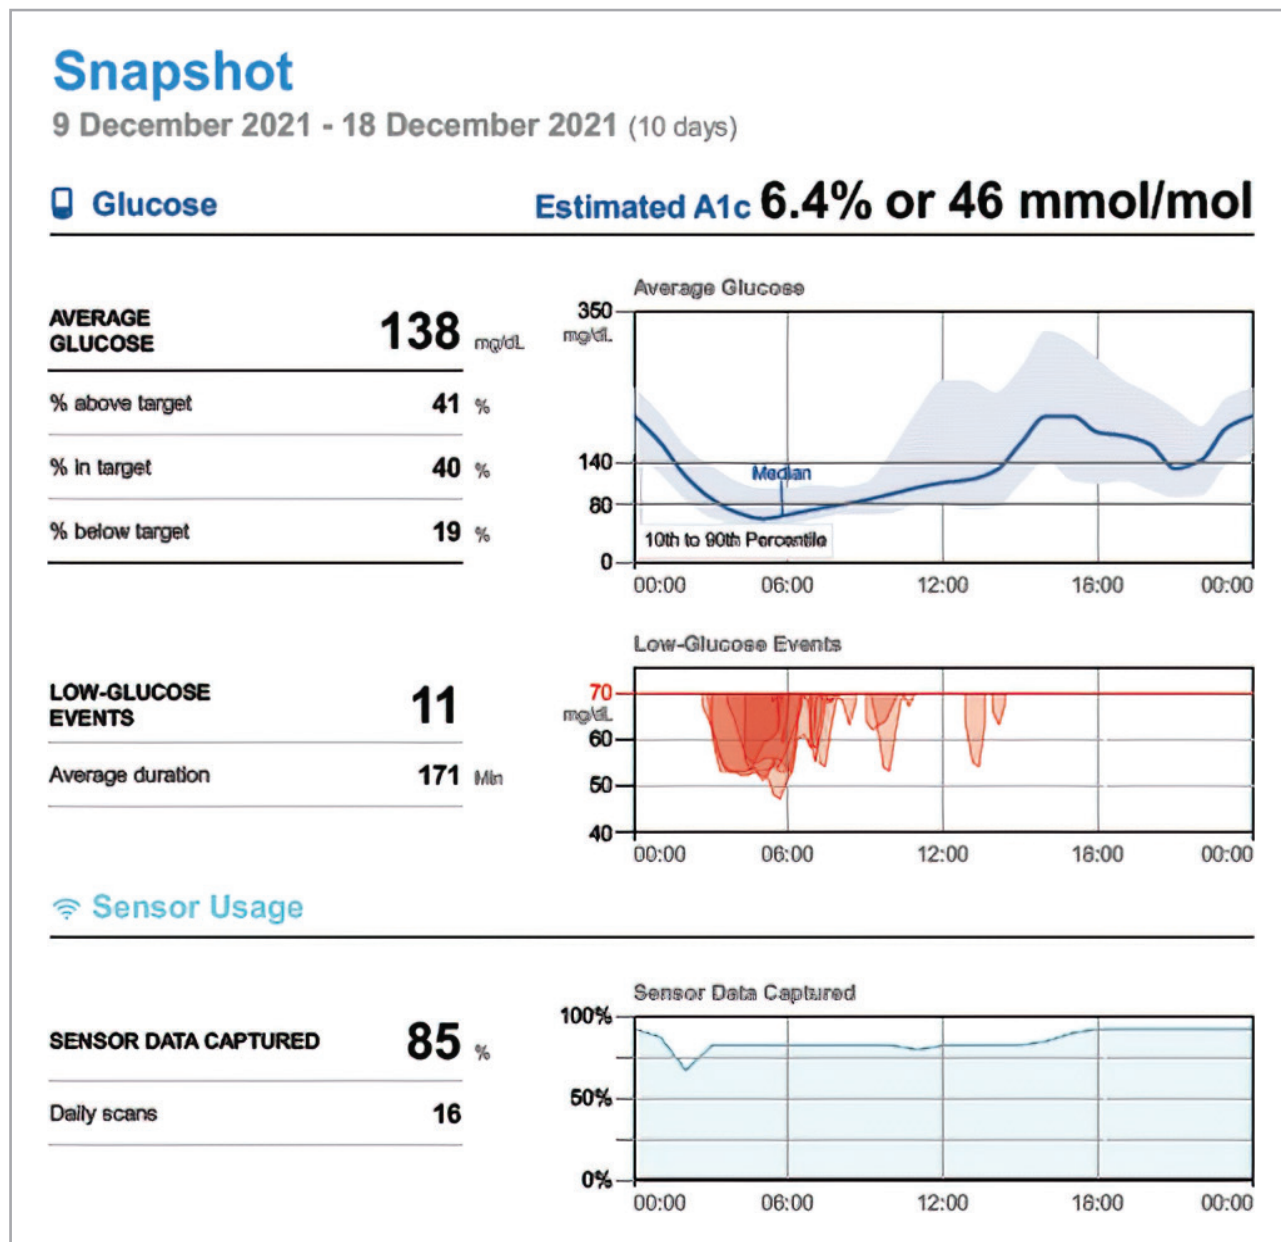 Snapshot
9 December 2021 - 18 December 2021 (10 days)
Glucose
Estimated A1c 6.4% or 46 mmol/mol
AVERAGE
GLUCOSE
138 mg/dL
% above target 41 %
% in target 40 %
% below target 19 %
Average Glucose
350
mg/dL
140
80
0
Median
10th to 90th Percentile
00:00 06:00 12:00 18:00 00:00
LOW-GLUCOSE
EVENTS
11
Average duration 171 Min
Low-Glucose Events
70
mg/dL
60
50
40
00:00 06:00 12:00 18:00 00:00
Sensor Usage
SENSOR DATA CAPTURED 85 %
Daily scans 16
Sensor Data Captured
100%
50%
0%
00:00 06:00 12:00 18:00 00:00